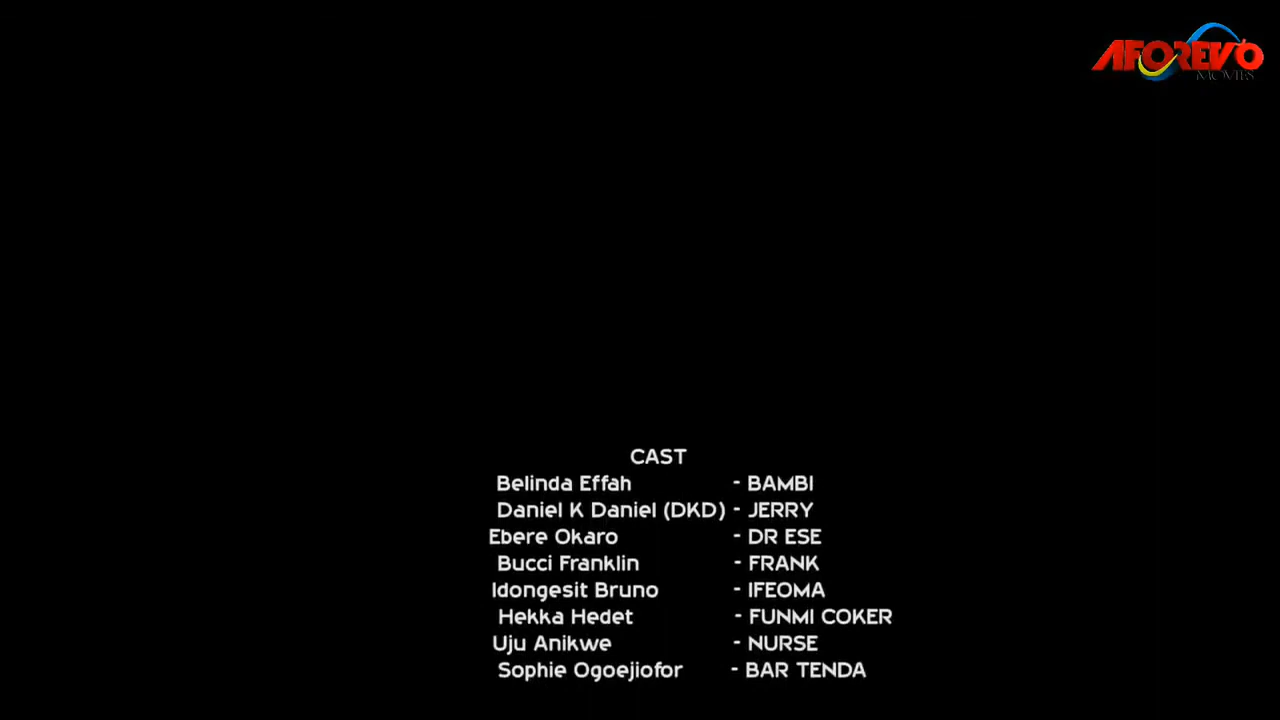 AFOREVO
MOVIES
CAST
Belinda Effah - BAMBI
Daniel K Daniel (DKD) - JERRY
Ebere Okaro - DR ESE
Bucci Franklin - FRANK
Idongesit Bruno - IFEOMA
Hekka Hedet - FUNMI COKER
Uju Anikwe - NURSE
Sophie Ogoejiofor - BAR TENDA